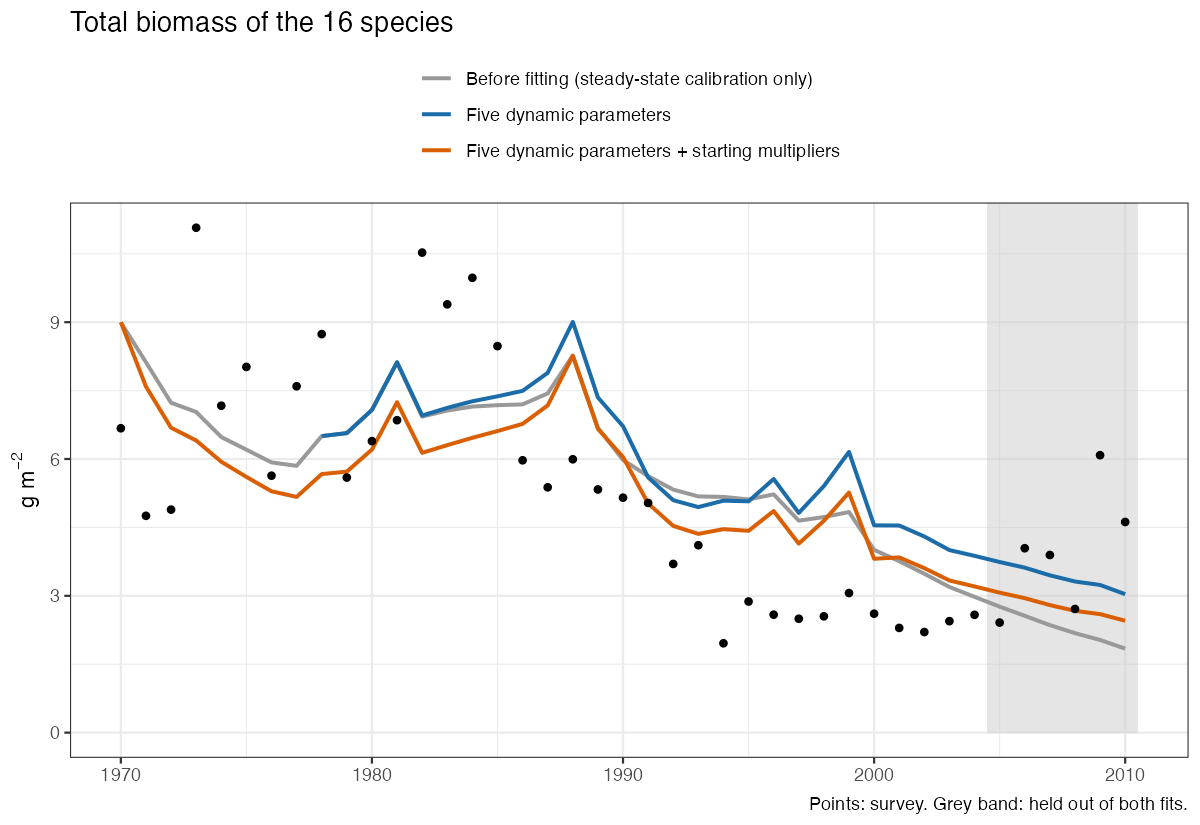 Total biomass of the 16 species
Before fitting (steady-state calibration only)
Five dynamic parameters
Five dynamic parameters + starting multipliers
g m⁻²
9
6
3
0
1970 1980 1990 2000 2010
Points: survey. Grey band: held out of both fits.